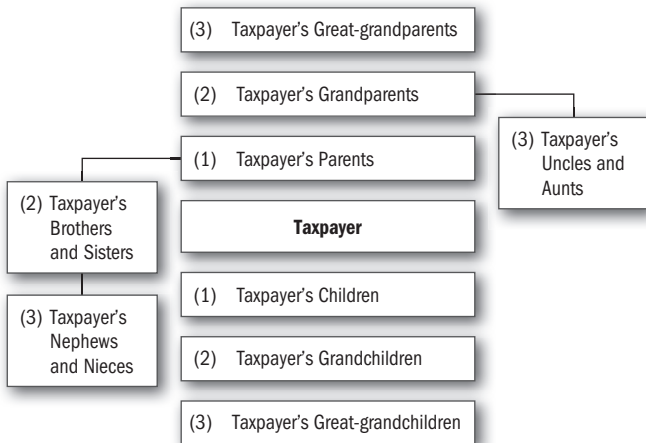 (3) Taxpayer’s Great-grandparents
(2) Taxpayer’s Grandparents
(3) Taxpayer’s
Uncles and
Aunts
(1) Taxpayer’s Parents
(2) Taxpayer’s
Brothers
and Sisters
Taxpayer
(1) Taxpayer’s Children
(3) Taxpayer’s
Nephews
and Nieces
(2) Taxpayer’s Grandchildren
(3) Taxpayer’s Great-grandchildren